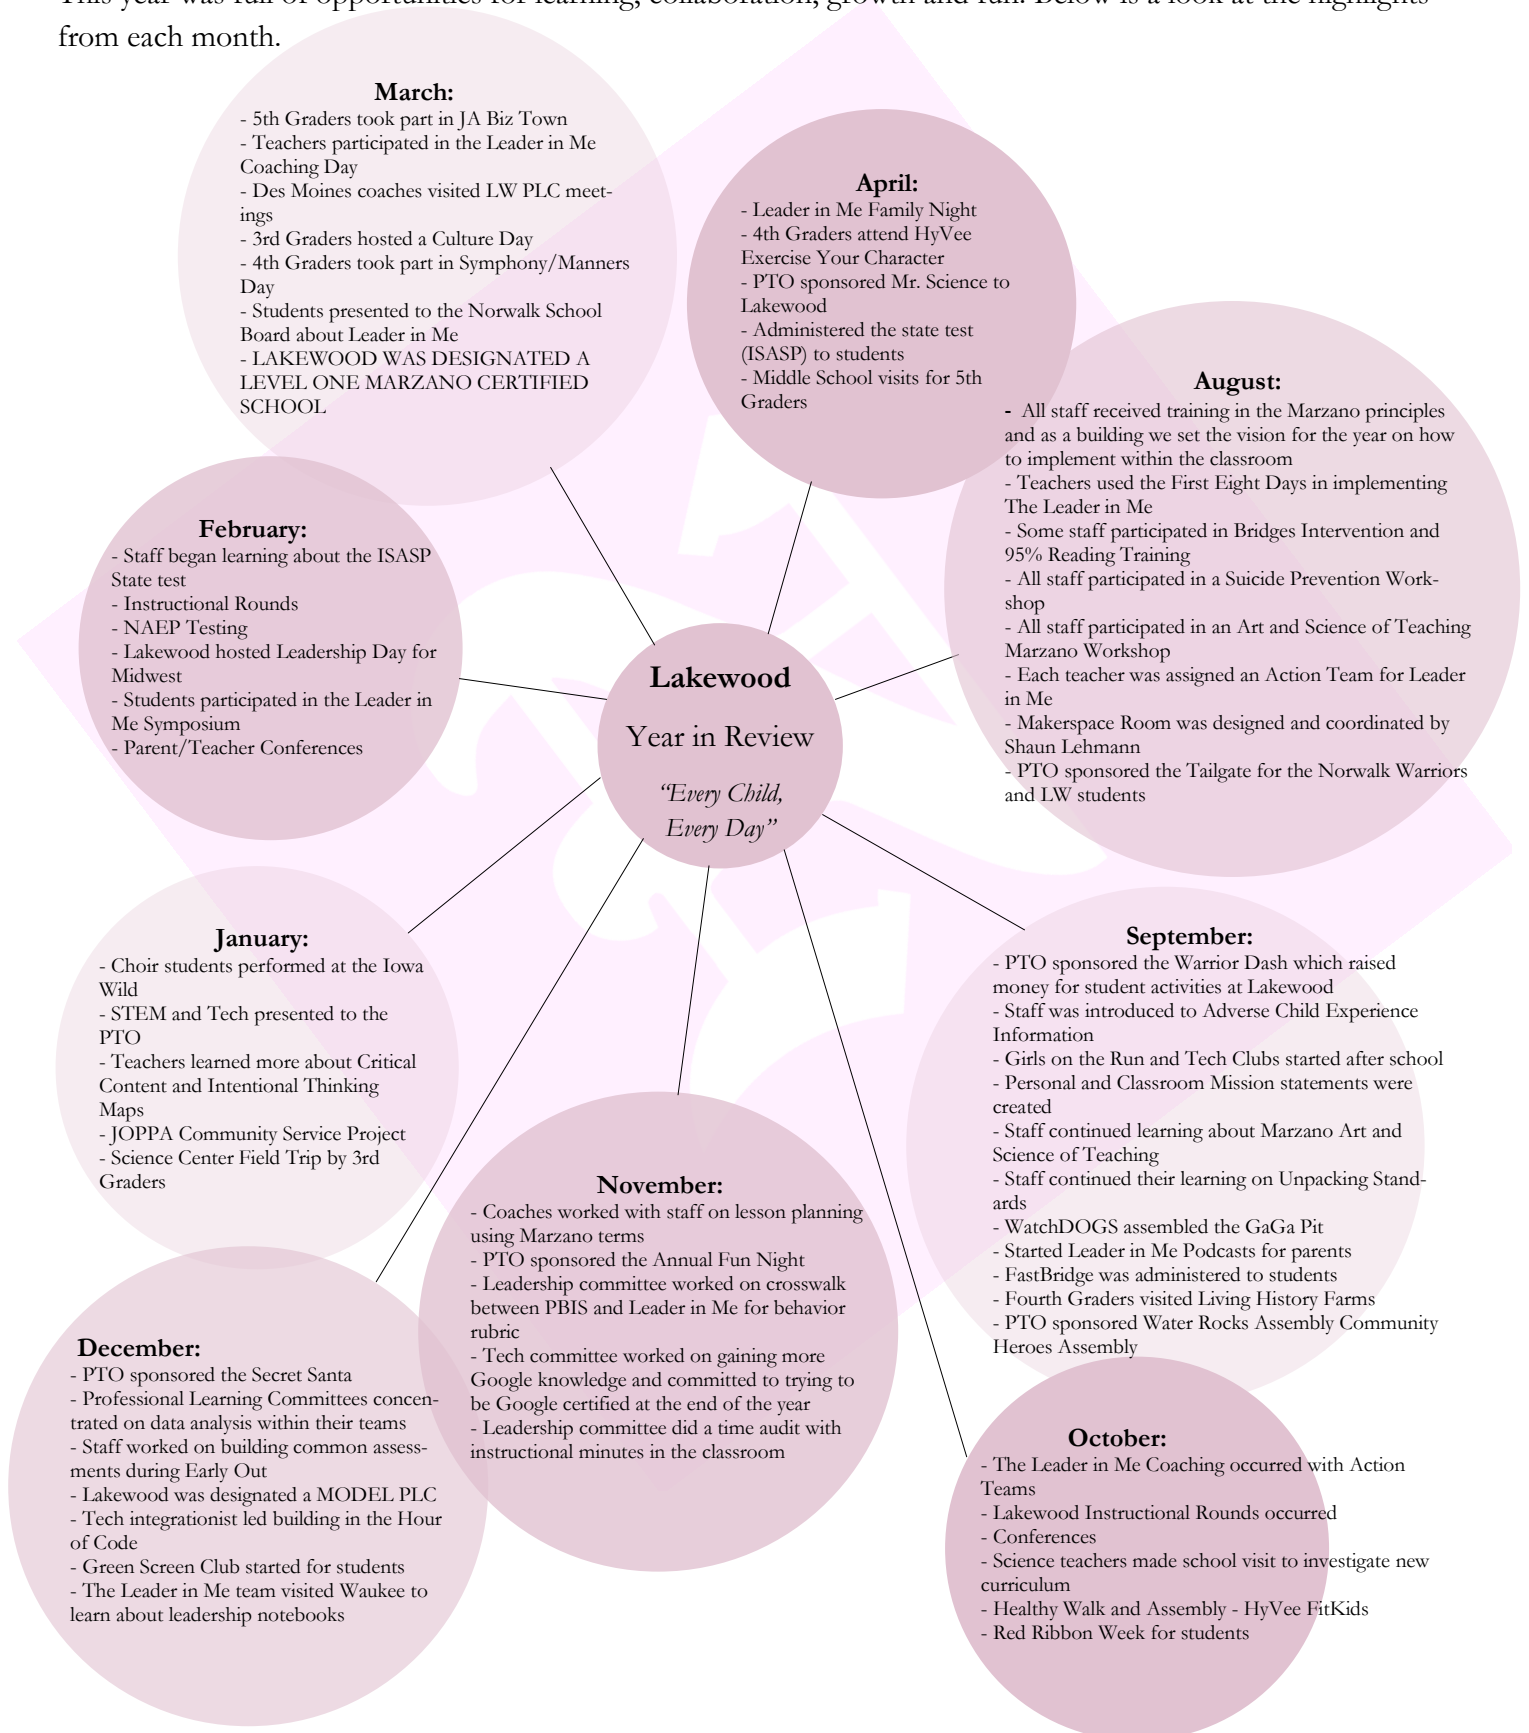 This year was full of opportunities for learning, collaboration, growth and fun. Below is a look at the highlights
from each month.
March:
- 5th Graders took part in JA Biz Town
- Teachers participated in the Leader in Me
Coaching Day
- Des Moines coaches visited LW PLC meet-
ings
- 3rd Graders hosted a Culture Day
- 4th Graders took part in Symphony/Manners
Day
- Students presented to the Norwalk School
Board about Leader in Me
- LAKEWOOD WAS DESIGNATED A
LEVEL ONE MARZANO CERTIFIED
SCHOOL
April:
- Leader in Me Family Night
- 4th Graders attend HyVee
Exercise Your Character
- PTO sponsored Mr. Science to
Lakewood
- Administered the state test
(ISASP) to students
- Middle School visits for 5th
Graders
August:
- All staff received training in the Marzano principles
and as a building we set the vision for the year on how
to implement within the classroom
- Teachers used the First Eight Days in implementing
The Leader in Me
- Some staff participated in Bridges Intervention and
95% Reading Training
- All staff participated in a Suicide Prevention Work-
shop
- All staff participated in an Art and Science of Teaching
Marzano Workshop
- Each teacher was assigned an Action Team for Leader
in Me
- Makerspace Room was designed and coordinated by
Shaun Lehmann
- PTO sponsored the Tailgate for the Norwalk Warriors
and LW students
February:
- Staff began learning about the ISASP
State test
- Instructional Rounds
- NAEP Testing
- Lakewood hosted Leadership Day for
Midwest
- Students participated in the Leader in
Me Symposium
- Parent/Teacher Conferences
Lakewood
Year in Review
“Every Child,
Every Day”
January:
- Choir students performed at the Iowa
Wild
- STEM and Tech presented to the
PTO
- Teachers learned more about Critical
Content and Intentional Thinking
Maps
- JOPPA Community Service Project
- Science Center Field Trip by 3rd
Graders
September:
- PTO sponsored the Warrior Dash which raised
money for student activities at Lakewood
- Staff was introduced to Adverse Child Experience
Information
- Girls on the Run and Tech Clubs started after school
- Personal and Classroom Mission statements were
created
- Staff continued learning about Marzano Art and
Science of Teaching
- Staff continued their learning on Unpacking Stand-
ards
- WatchDOGS assembled the GaGa Pit
- Started Leader in Me Podcasts for parents
- FastBridge was administered to students
- Fourth Graders visited Living History Farms
- PTO sponsored Water Rocks Assembly Community
Heroes Assembly
November:
- Coaches worked with staff on lesson planning
using Marzano terms
- PTO sponsored the Annual Fun Night
- Leadership committee worked on crosswalk
between PBIS and Leader in Me for behavior
rubric
- Tech committee worked on gaining more
Google knowledge and committed to trying to
be Google certified at the end of the year
- Leadership committee did a time audit with
instructional minutes in the classroom
December:
- PTO sponsored the Secret Santa
- Professional Learning Committees concen-
trated on data analysis within their teams
- Staff worked on building common assess-
ments during Early Out
- Lakewood was designated a MODEL PLC
- Tech integrationist led building in the Hour
of Code
- Green Screen Club started for students
- The Leader in Me team visited Waukee to
learn about leadership notebooks
October:
- The Leader in Me Coaching occurred with Action
Teams
- Lakewood Instructional Rounds occurred
- Conferences
- Science teachers made school visit to investigate new
curriculum
- Healthy Walk and Assembly - HyVee FitKids
- Red Ribbon Week for students